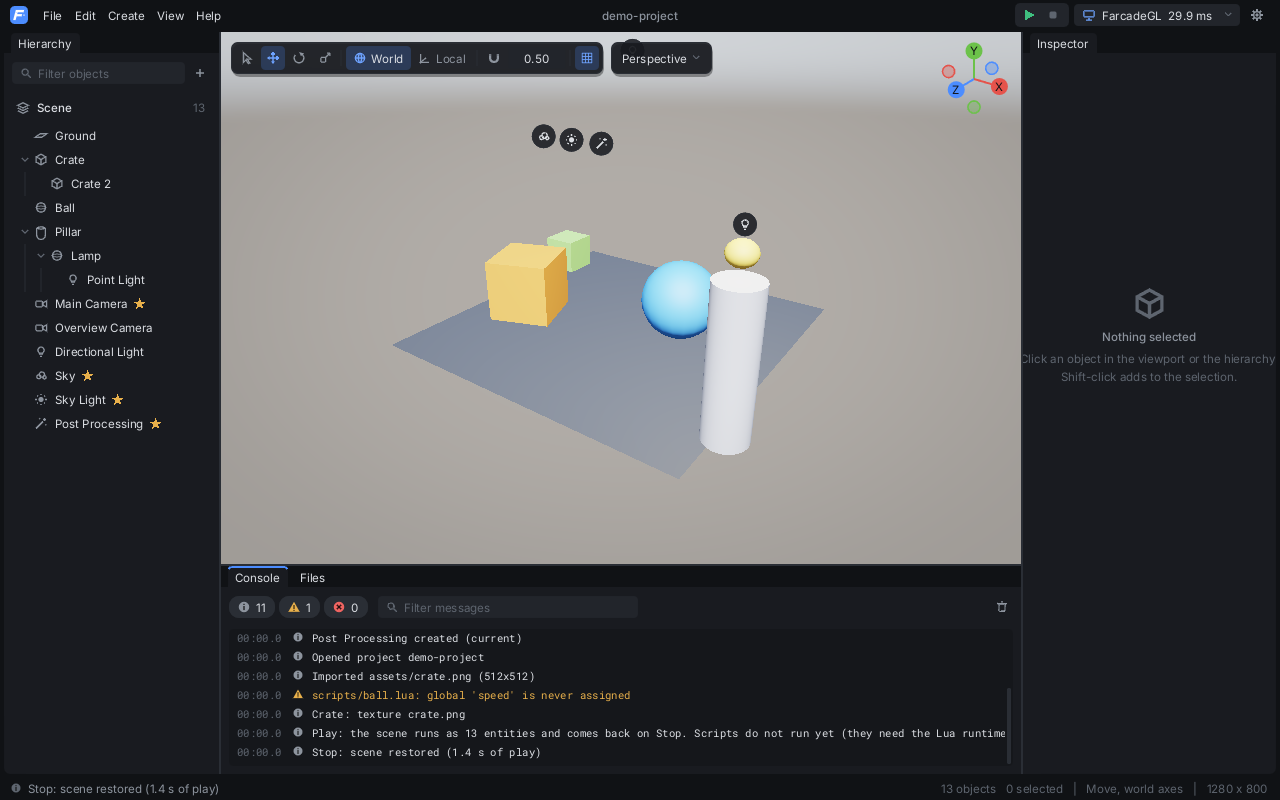 File Edit Create View Help
demo-project
FarcadeGL 29.9 ms
Hierarchy
Filter objects
Scene 13
Ground
Crate
Crate 2
Ball
Pillar
Lamp
Point Light
Main Camera
Overview Camera
Directional Light
Sky
Sky Light
Post Processing
World Local 0.50
Perspective
Y
X
Z
Inspector
Nothing selected
Click an object in the viewport or the hierarchy
Shift-click adds to the selection.
Console Files
11 1 0
Filter messages
00:00.0 Post Processing created (current)
00:00.0 Opened project demo-project
00:00.0 Imported assets/crate.png (512x512)
00:00.0 scripts/ball.lua: global 'speed' is never assigned
00:00.0 Crate: texture crate.png
00:00.0 Play: the scene runs as 13 entities and comes back on Stop. Scripts do not run yet (they need the Lua runtime
00:00.0 Stop: scene restored (1.4 s of play)
Stop: scene restored (1.4 s of play)
13 objects 0 selected | Move, world axes | 1280 x 800